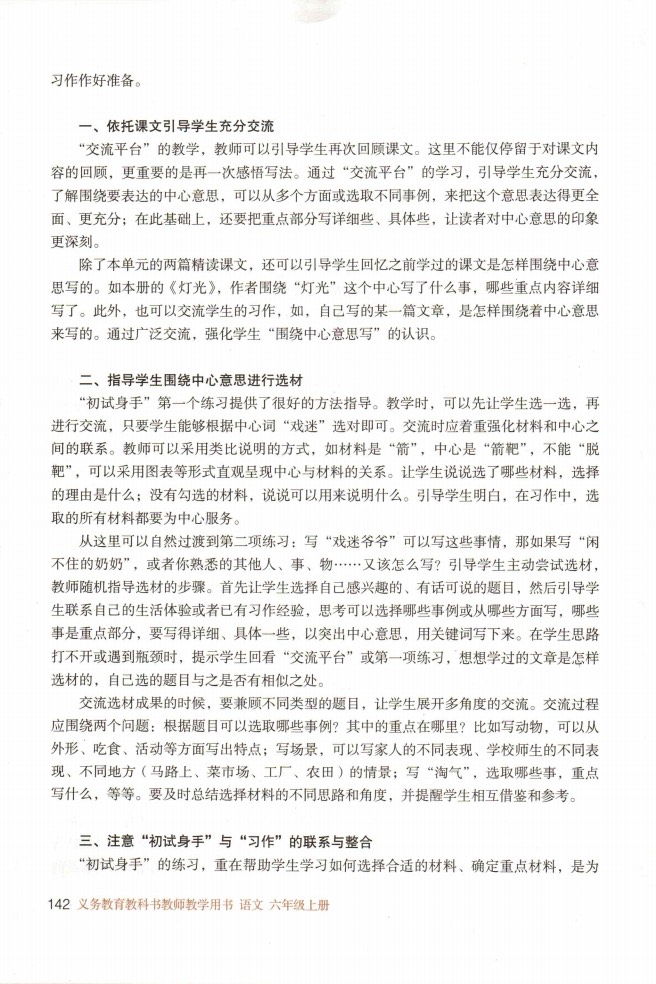 习作作好准备。
一、依托课文引导学生充分交流
“交流平台”的教学，教师可以引导学生再次回顾课文。这里不能仅停留于对课文内
容的回顾，更重要的是再一次感悟写法。通过“交流平台”的学习，引导学生充分交流，
了解围绕要表达的中心意思，可以从多个方面或选取不同事例，来把这个意思表达得更全
面、更充分；在此基础上，还要把重点部分写详细些、具体些，让读者对中心意思的印象
更深刻。
除了本单元的两篇精读课文，还可以引导学生回忆之前学过的课文是怎样围绕中心意
思写的。如本册的《灯光》，作者围绕“灯光”这个中心写了什么事，哪些重点内容详细
写了。此外，也可以交流学生的习作，如，自己写的某一篇文章，是怎样围绕着中心意思
来写的。通过广泛交流，强化学生“围绕中心意思写”的认识。
二、指导学生围绕中心意思进行选材
“初试身手”第一个练习提供了很好的方法指导。教学时，可以先让学生选一选，再
进行交流，只要学生能够根据中心词“戏迷”选对即可。交流时应着重强化材料和中心之
间的联系。教师可以采用类比说明的方式，如材料是“箭”，中心是“箭靶”，不能“脱
靶”，可以采用图表等形式直观呈现中心与材料的关系。让学生说说选了哪些材料，选择
的理由是什么；没有勾选的材料，说说可以用来说明什么。引导学生明白，在习作中，选
取的所有材料都要为中心服务。
从这里可以自然过渡到第二项练习：写“戏迷爷爷”可以写这些事情，那如果写“闲
不住的奶奶”，或者你熟悉的其他人、事、物……又该怎么写？引导学生主动尝试选材，
教师随机指导选材的步骤。首先让学生选择自己感兴趣的、有话可说的题目，然后引导学
生联系自己的生活体验或者已有习作经验，思考可以选择哪些事例或从哪些方面写，哪些
事是重点部分，要写得详细、具体一些，以突出中心意思，用关键词写下来。在学生思路
打不开或遇到瓶颈时，提示学生回看“交流平台”或第一项练习，想想学过的文章是怎样
选材的，自己选的题目与之是否有相似之处。
交流选材成果的时候，要兼顾不同类型的题目，让学生展开多角度的交流。交流过程
应围绕两个问题：根据题目可以选取哪些事例？其中的重点在哪里？比如写动物，可以从
外形、吃食、活动等方面写出特点；写场景，可以写家人的不同表现、学校师生的不同表
现、不同地方（马路上、菜市场、工厂、农田）的情景；写“淘气”，选取哪些事，重点
写什么，等等。要及时总结选择材料的不同思路和角度，并提醒学生相互借鉴和参考。
三、注意“初试身手”与“习作”的联系与整合
“初试身手”的练习，重在帮助学生学习如何选择合适的材料、确定重点材料，是为
142 义务教育教科书教师教学用书 语文 六年级上册